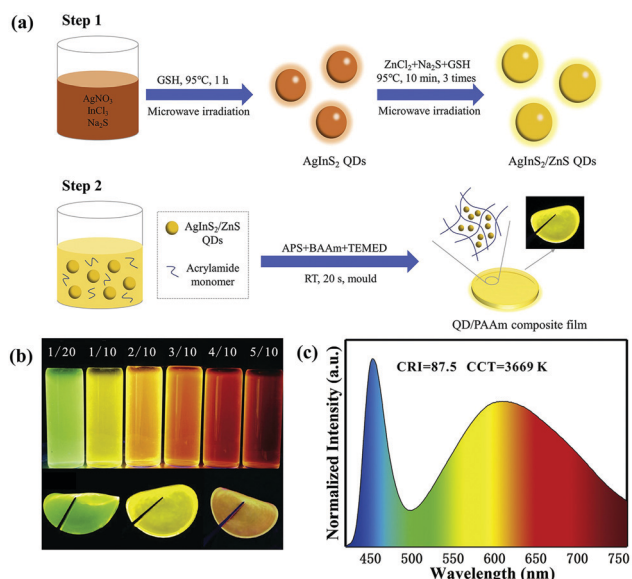 (a)
Step 1
AgNO₃
InCl₃
Na₂S
GSH, 95℃, 1 h
Microwave irradiation
AgInS₂ QDs
ZnCl₂+Na₂S+GSH
95℃, 10 min, 3 times
Microwave irradiation
AgInS₂/ZnS QDs
Step 2
AgInS₂/ZnS
QDs
Acrylamide
monomer
APS+BAAm+TEMED
RT, 20 s, mould
QD/PAAm composite film
(b)
1/20 1/10 2/10 3/10 4/10 5/10
(c)
CRI=87.5 CCT=3669 K
Normalized Intensity (a.u.)
450 500 550 600 650 700 750
Wavelength (nm)